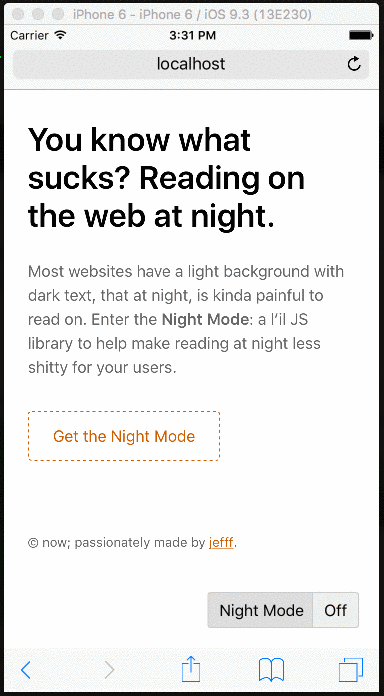 iPhone 6 - iPhone 6 / iOS 9.3 (13E230)
Carrier 3:31 PM
localhost
You know what
sucks? Reading on
the web at night.
Most websites have a light background with
dark text, that at night, is kinda painful to
read on. Enter the Night Mode: a l’il JS
library to help make reading at night less
shitty for your users.
Get the Night Mode
© now; passionately made by jefff.
Night Mode Off